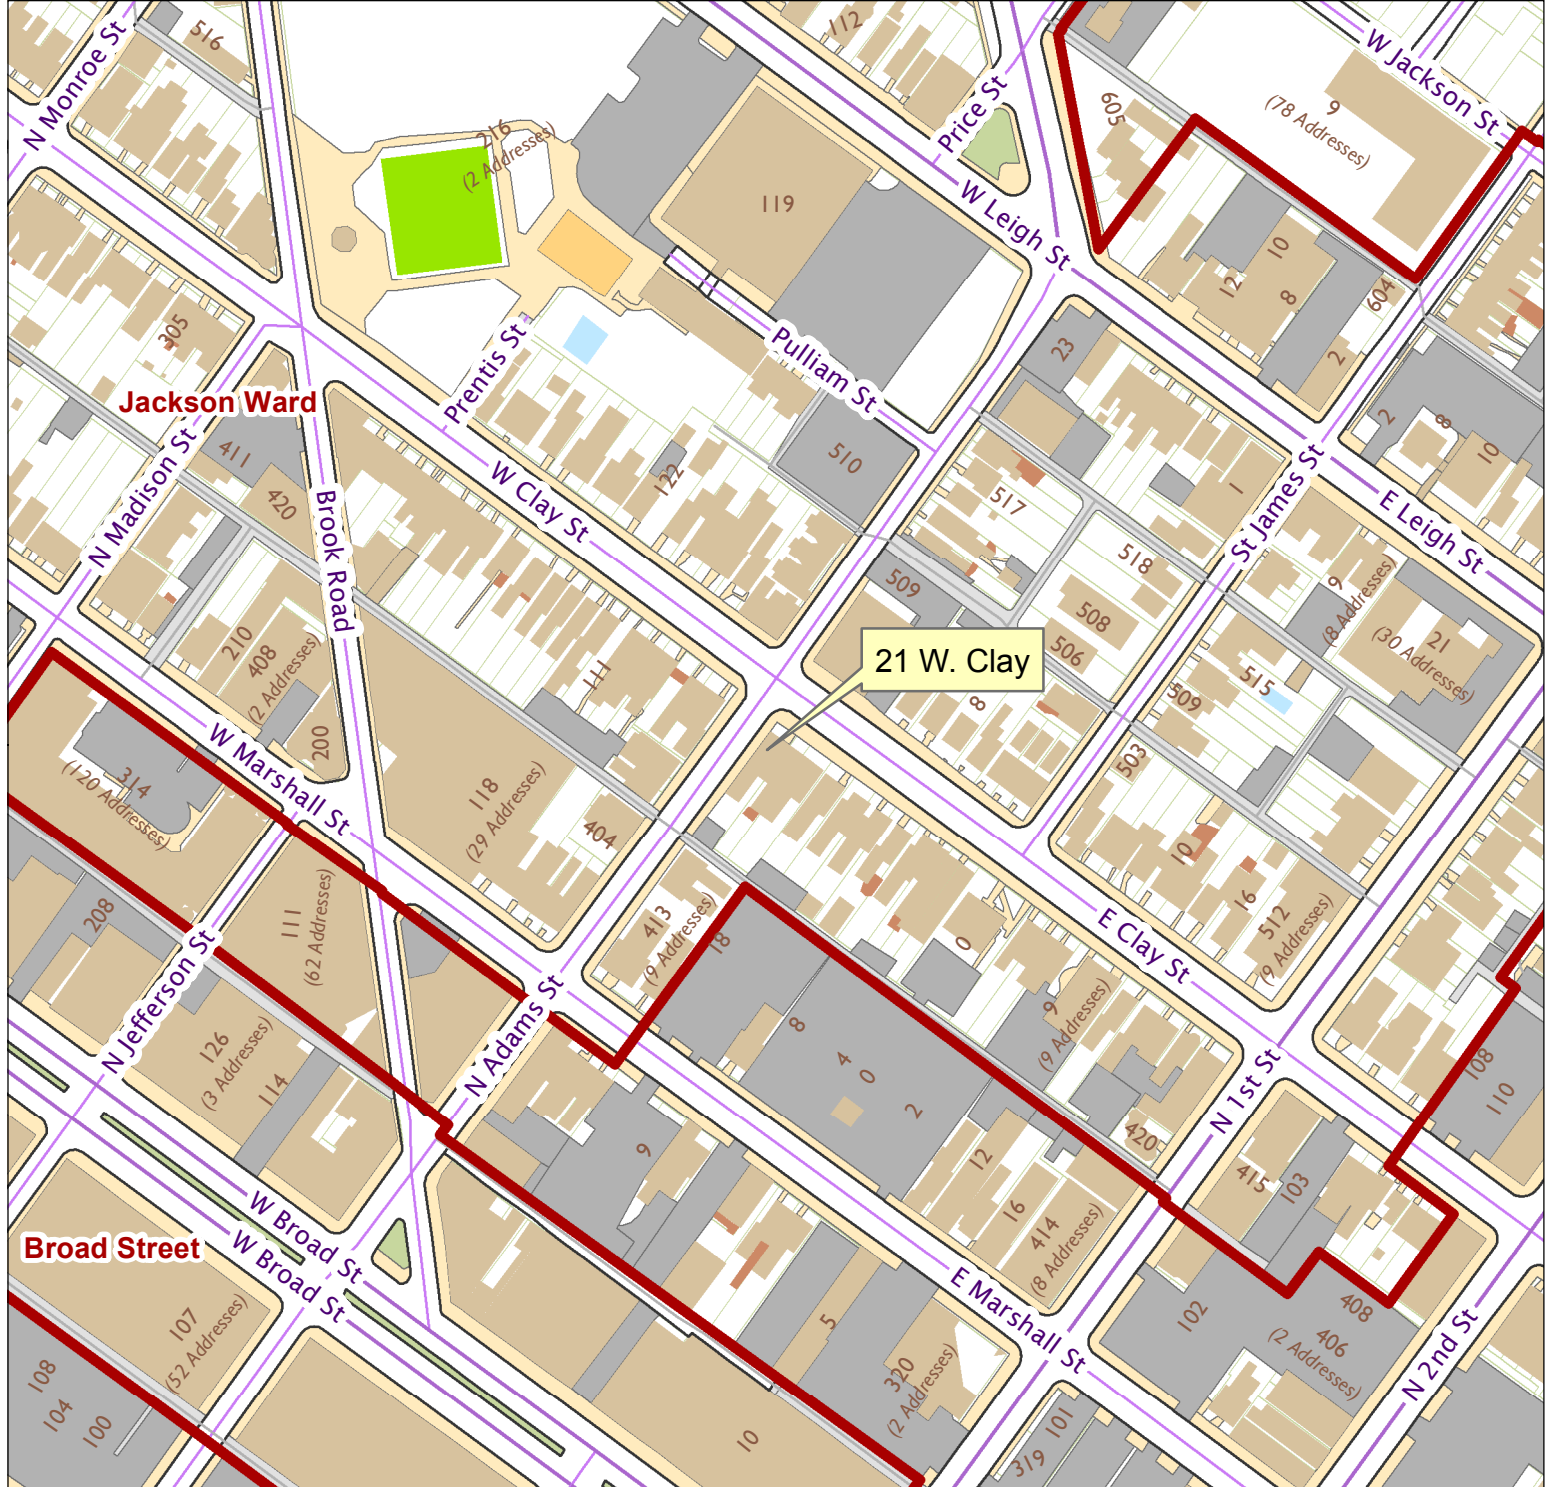 516
N Monroe St
112
Price St
W Jackson St
605
9
(78 Addresses)
216
(2 Addresses)
119
W Leigh St
10
12
8
604
2
305
Prentis St
Pulliam St
23
2
8
10
Jackson Ward
411
420
N Madison St
Brook Road
W Clay St
122
510
517
1
St James St
E Leigh St
518
509
508
506
9
(8 Addresses)
21
(30 Addresses)
21 W. Clay
8
515
509
503
210
408
(2 Addresses)
200
111
W Marshall St
314
(120 Addresses)
118
(29 Addresses)
404
10
16
512
(9 Addresses)
208
111
(62 Addresses)
413
(9 Addresses)
18
0
E Clay St
N Jefferson St
N Adams St
8
4
0
2
9
(9 Addresses)
126
(3 Addresses)
114
108
110
N 1st St
9
12
420
16
414
(8 Addresses)
415
103
W Broad St
W Broad St
Broad Street
E Marshall St
102
408
406
(2 Addresses)
N 2nd St
107
(52 Addresses)
5
320
(2 Addresses)
108
104
100
10
101
319